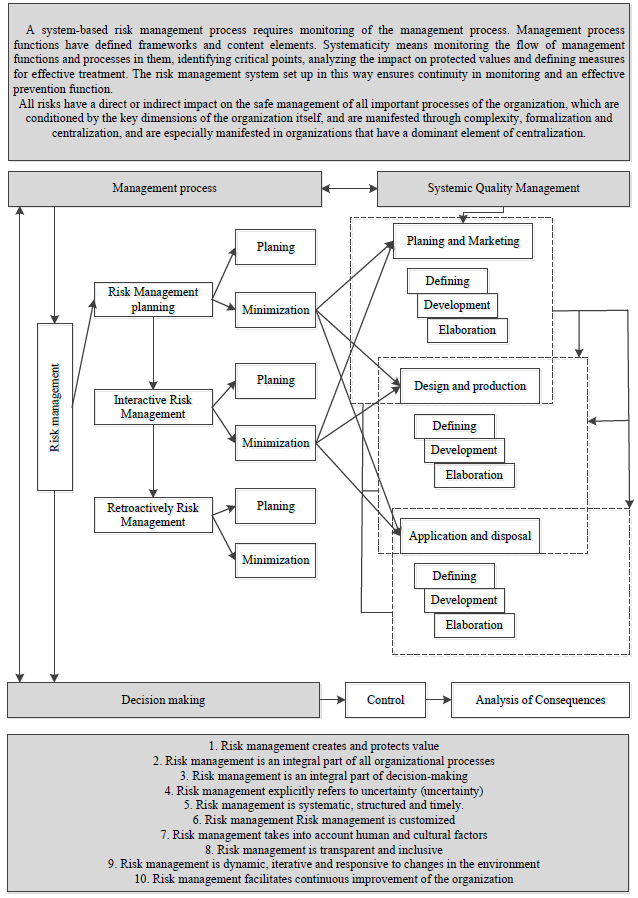 A system-based risk management process requires monitoring of the management process. Management process
functions have defined frameworks and content elements. Systematicity means monitoring the flow of management
functions and processes in them, identifying critical points, analyzing the impact on protected values and defining measures
for effective treatment. The risk management system set up in this way ensures continuity in monitoring and an effective
prevention function.
All risks have a direct or indirect impact on the safe management of all important processes of the organization, which are
conditioned by the key dimensions of the organization itself, and are manifested through complexity, formalization and
centralization, and are especially manifested in organizations that have a dominant element of centralization.
Management process
Systemic Quality Management
Risk management
Risk Management
planning
Planing
Minimization
Interactive Risk
Management
Planing
Minimization
Retroactively Risk
Management
Planing
Minimization
Planing and Marketing
Defining
Development
Elaboration
Design and production
Defining
Development
Elaboration
Application and disposal
Defining
Development
Elaboration
Decision making
Control
Analysis of Consequences
1. Risk management creates and protects value
2. Risk management is an integral part of all organizational processes
3. Risk management is an integral part of decision-making
4. Risk management explicitly refers to uncertainty (uncertainty)
5. Risk management is systematic, structured and timely.
6. Risk management Risk management is customized
7. Risk management takes into account human and cultural factors
8. Risk management is transparent and inclusive
9. Risk management is dynamic, iterative and responsive to changes in the environment
10. Risk management facilitates continuous improvement of the organization